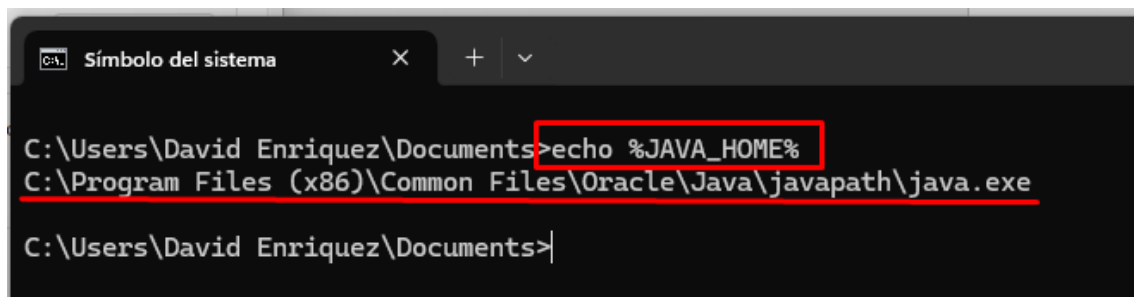 Símbolo del sistema
C:\Users\David Enriquez\Documents>echo %JAVA_HOME%
C:\Program Files (x86)\Common Files\Oracle\Java\javapath\java.exe
C:\Users\David Enriquez\Documents>